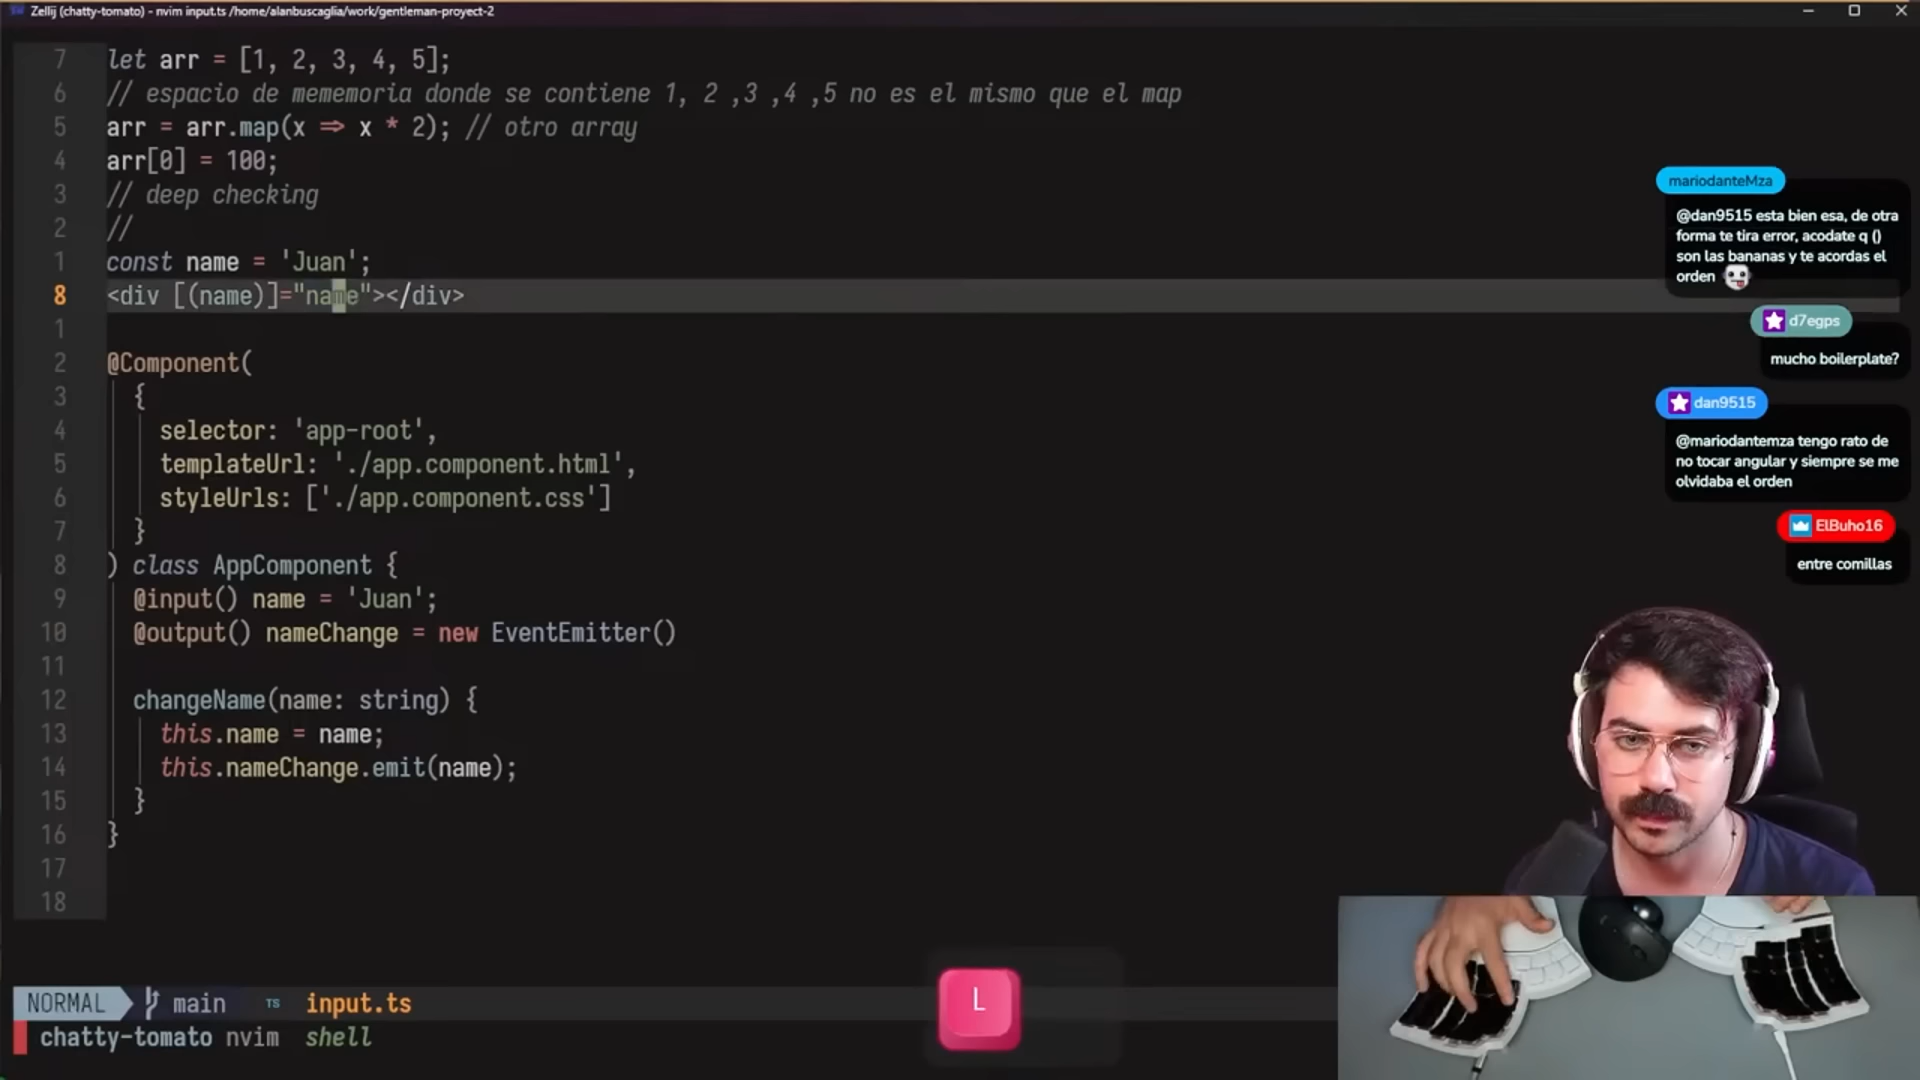 Zellij (chatty-tomato) - nvim input.ts /home/alanbuscaglia/work/gentleman-proyect-2
7 let arr = [1, 2, 3, 4, 5];
6 // espacio de mememoria donde se contiene 1, 2 ,3 ,4 ,5 no es el mismo que el map
5 arr = arr.map(x => x * 2); // otro array
4 arr[0] = 100;
3 // deep checking
2 //
1 const name = 'Juan';
8 <div [(name)]="name"></div>
1
2 @Component(
3 {
4 selector: 'app-root',
5 templateUrl: './app.component.html',
6 styleUrls: ['./app.component.css']
7 }
8 ) class AppComponent {
9 @input() name = 'Juan';
10 @output() nameChange = new EventEmitter()
11
12 changeName(name: string) {
13 this.name = name;
14 this.nameChange.emit(name);
15 }
16 }
17
18
mariodanteMza
@dan9515 esta bien esa, de otra
forma te tira error, acodate q ()
son las bananas y te acordas el
orden
d7egps
mucho boilerplate?
dan9515
@mariodantemza tengo rato de
no tocar angular y siempre se me
olvidaba el orden
ElBuho16
entre comillas
L
NORMAL main TS input.ts
chatty-tomato nvim shell